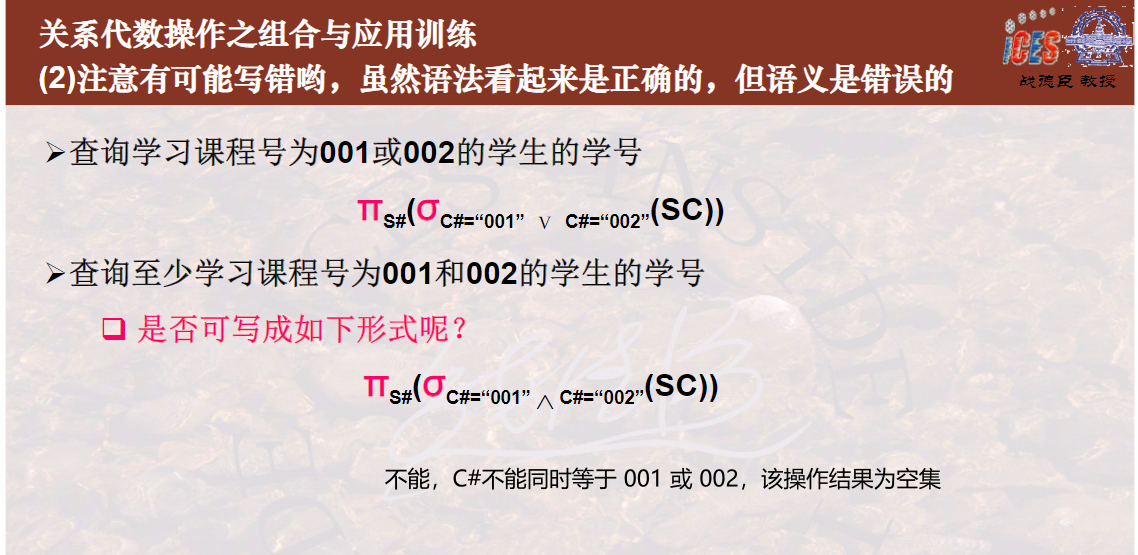 关系代数操作之组合与应用训练
(2)注意有可能写错哟，虽然语法看起来是正确的，但语义是错误的
iCES
战德臣 教授
➢查询学习课程号为001或002的学生的学号
πS#(σC#=“001” ∨ C#=“002”(SC))
➢查询至少学习课程号为001和002的学生的学号
❑ 是否可写成如下形式呢？
πS#(σC#=“001” ∧ C#=“002”(SC))
不能，C#不能同时等于 001 或 002，该操作结果为空集